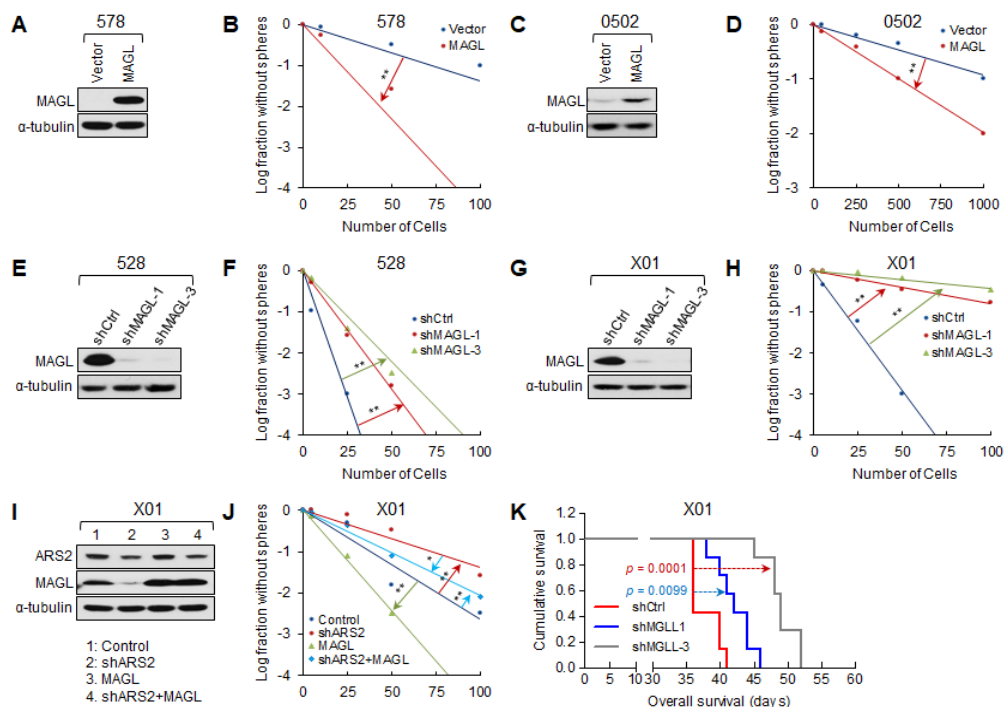 A
578
Vector
MAGL
MAGL
α-tubulin
B
578
Log fraction without spheres
0
-1
-2
-3
-4
0 25 50 75 100
Number of Cells
Vector
MAGL
**
C
0502
Vector
MAGL
MAGL
α-tubulin
D
0502
Log fraction without spheres
0
-1
-2
-3
0 250 500 750 1000
Number of Cells
Vector
MAGL
**
E
528
shCtrl
shMAGL-1
shMAGL-3
MAGL
α-tubulin
F
528
Log fraction without spheres
0
-1
-2
-3
-4
0 25 50 75 100
Number of Cells
shCtrl
shMAGL-1
shMAGL-3
**
**
G
X01
shCtrl
shMAGL-1
shMAGL-3
MAGL
α-tubulin
H
X01
Log fraction without spheres
0
-1
-2
-3
-4
0 25 50 75 100
Number of Cells
shCtrl
shMAGL-1
shMAGL-3
**
**
I
X01
1 2 3 4
ARS2
MAGL
α-tubulin
1: Control
2: shARS2
3. MAGL
4. shARS2+MAGL
J
X01
Log fraction without spheres
0
-1
-2
-3
-4
0 25 50 75 100
Number of Cells
Control
shARS2
MAGL
shARS2+MAGL
**
**
**
K
X01
Cumulative survival
1.2
1.0
0.8
0.6
0.4
0.2
0.0
0 10 30 35 40 45 50 55 60
Overall survival (days)
p = 0.0001
p = 0.0099
shCtrl
shMGLL1
shMGLL-3